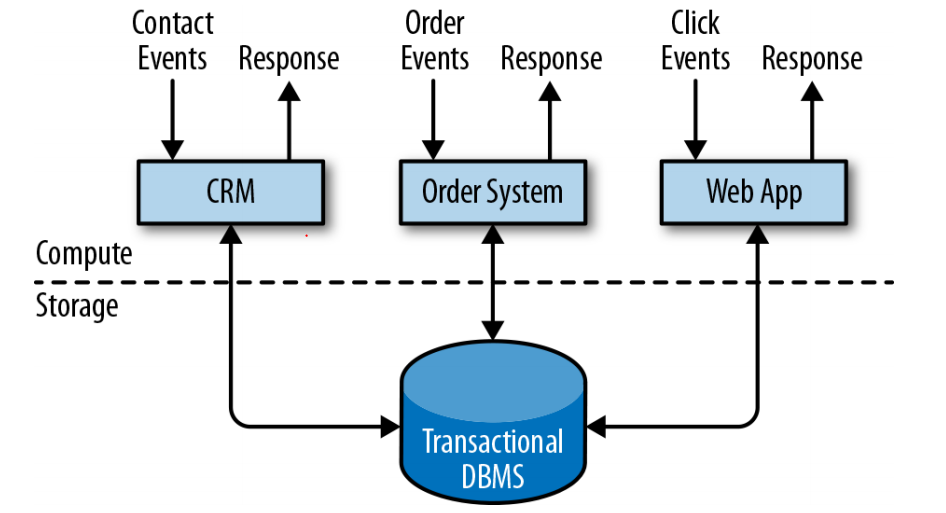 Contact
Events
Response
Order
Events
Response
Click
Events
Response
CRM
Order System
Web App
Compute
Storage
Transactional
DBMS